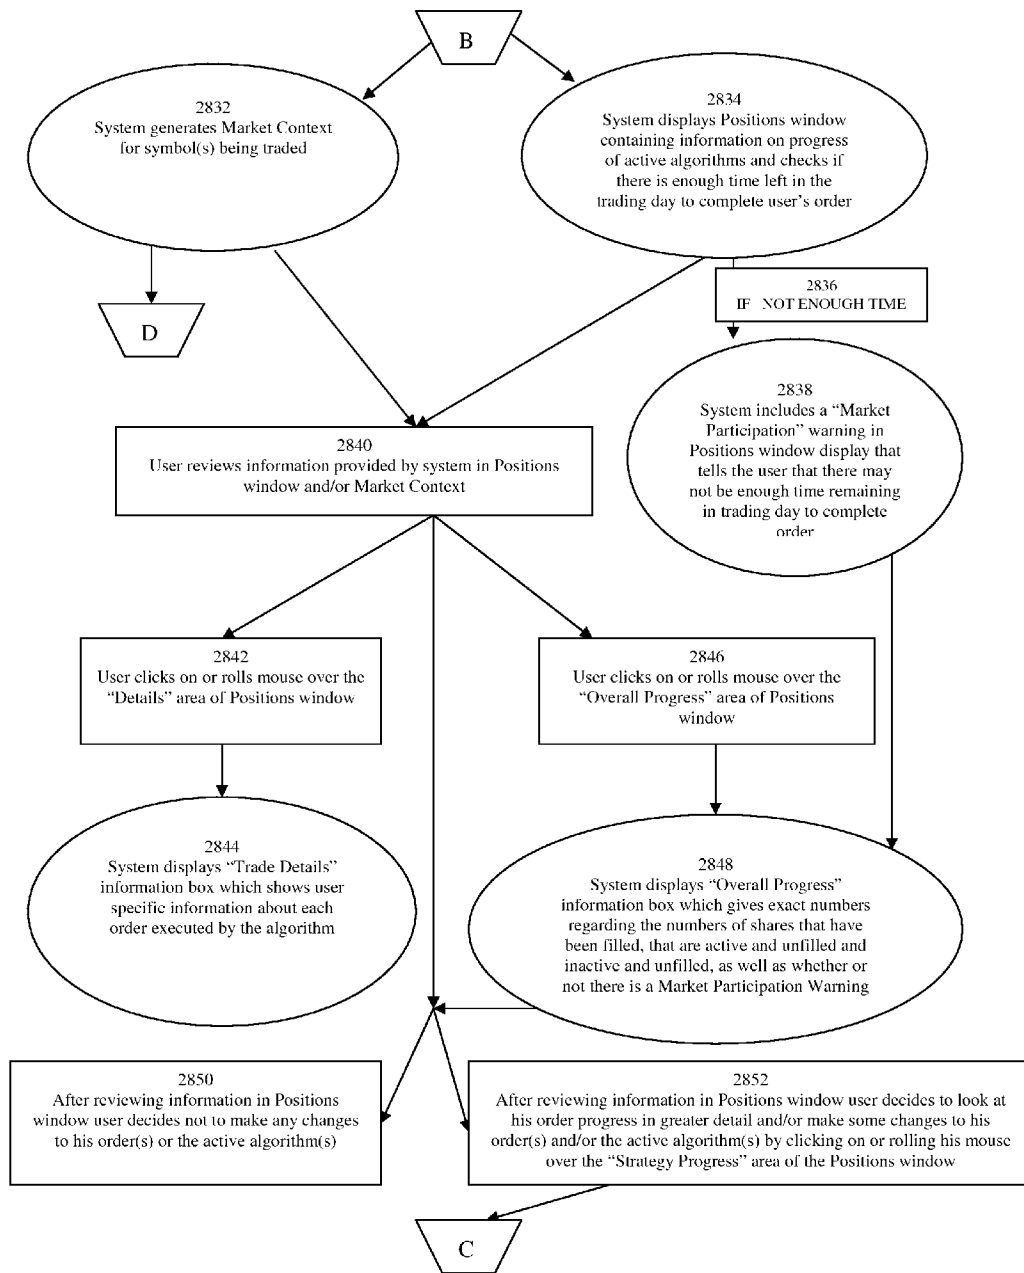 B
2832
System generates Market Context
for symbol(s) being traded
2834
System displays Positions window
containing information on progress
of active algorithms and checks if
there is enough time left in the
trading day to complete user's order
2836
IF NOT ENOUGH TIME
D
2838
System includes a “Market
Participation” warning in
Positions window display that
tells the user that there may
not be enough time remaining
in trading day to complete
order
2840
User reviews information provided by system in Positions
window and/or Market Context
2842
User clicks on or rolls mouse over the
“Details” area of Positions window
2846
User clicks on or rolls mouse over the
“Overall Progress” area of Positions
window
2844
System displays “Trade Details”
information box which shows user
specific information about each
order executed by the algorithm
2848
System displays “Overall Progress”
information box which gives exact numbers
regarding the numbers of shares that have
been filled, that are active and unfilled and
inactive and unfilled, as well as whether or
not there is a Market Participation Warning
2850
After reviewing information in Positions
window user decides not to make any changes
to his order(s) or the active algorithm(s)
2852
After reviewing information in Positions window user decides to look at
his order progress in greater detail and/or make some changes to his
order(s) and/or the active algorithm(s) by clicking on or rolling his mouse
over the “Strategy Progress” area of the Positions window
C